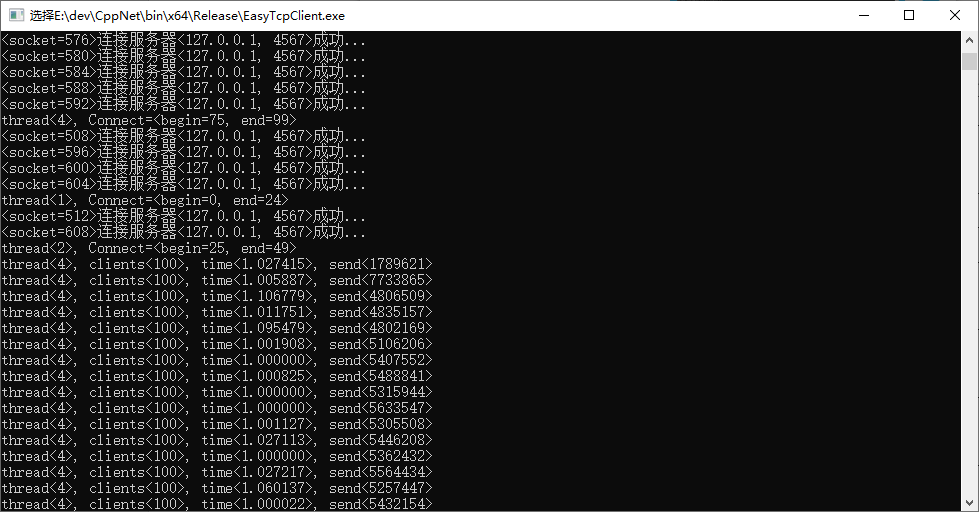 选择E:\dev\CppNet\bin\x64\Release\EasyTcpClient.exe
<socket=576>连接服务器<127.0.0.1, 4567>成功...
<socket=580>连接服务器<127.0.0.1, 4567>成功...
<socket=584>连接服务器<127.0.0.1, 4567>成功...
<socket=588>连接服务器<127.0.0.1, 4567>成功...
<socket=592>连接服务器<127.0.0.1, 4567>成功...
thread<4>, Connect=<begin=75, end=99>
<socket=508>连接服务器<127.0.0.1, 4567>成功...
<socket=596>连接服务器<127.0.0.1, 4567>成功...
<socket=600>连接服务器<127.0.0.1, 4567>成功...
<socket=604>连接服务器<127.0.0.1, 4567>成功...
thread<1>, Connect=<begin=0, end=24>
<socket=512>连接服务器<127.0.0.1, 4567>成功...
<socket=608>连接服务器<127.0.0.1, 4567>成功...
thread<2>, Connect=<begin=25, end=49>
thread<4>, clients<100>, time<1.027415>, send<1789621>
thread<4>, clients<100>, time<1.005887>, send<7733865>
thread<4>, clients<100>, time<1.106779>, send<4806509>
thread<4>, clients<100>, time<1.011751>, send<4835157>
thread<4>, clients<100>, time<1.095479>, send<4802169>
thread<4>, clients<100>, time<1.001908>, send<5106206>
thread<4>, clients<100>, time<1.000000>, send<5407552>
thread<4>, clients<100>, time<1.000825>, send<5488841>
thread<4>, clients<100>, time<1.000000>, send<5315944>
thread<4>, clients<100>, time<1.000000>, send<5633547>
thread<4>, clients<100>, time<1.001127>, send<5305508>
thread<4>, clients<100>, time<1.027113>, send<5446208>
thread<4>, clients<100>, time<1.000000>, send<5362432>
thread<4>, clients<100>, time<1.027217>, send<5564434>
thread<4>, clients<100>, time<1.060137>, send<5257447>
thread<4>, clients<100>, time<1.000022>, send<5432154>